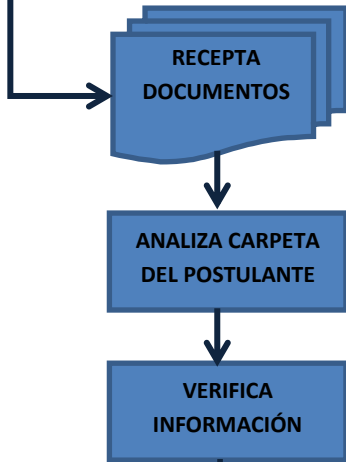 RECEPTA
DOCUMENTOS
ANALIZA CARPETA
DEL POSTULANTE
VERIFICA
INFORMACIÓN